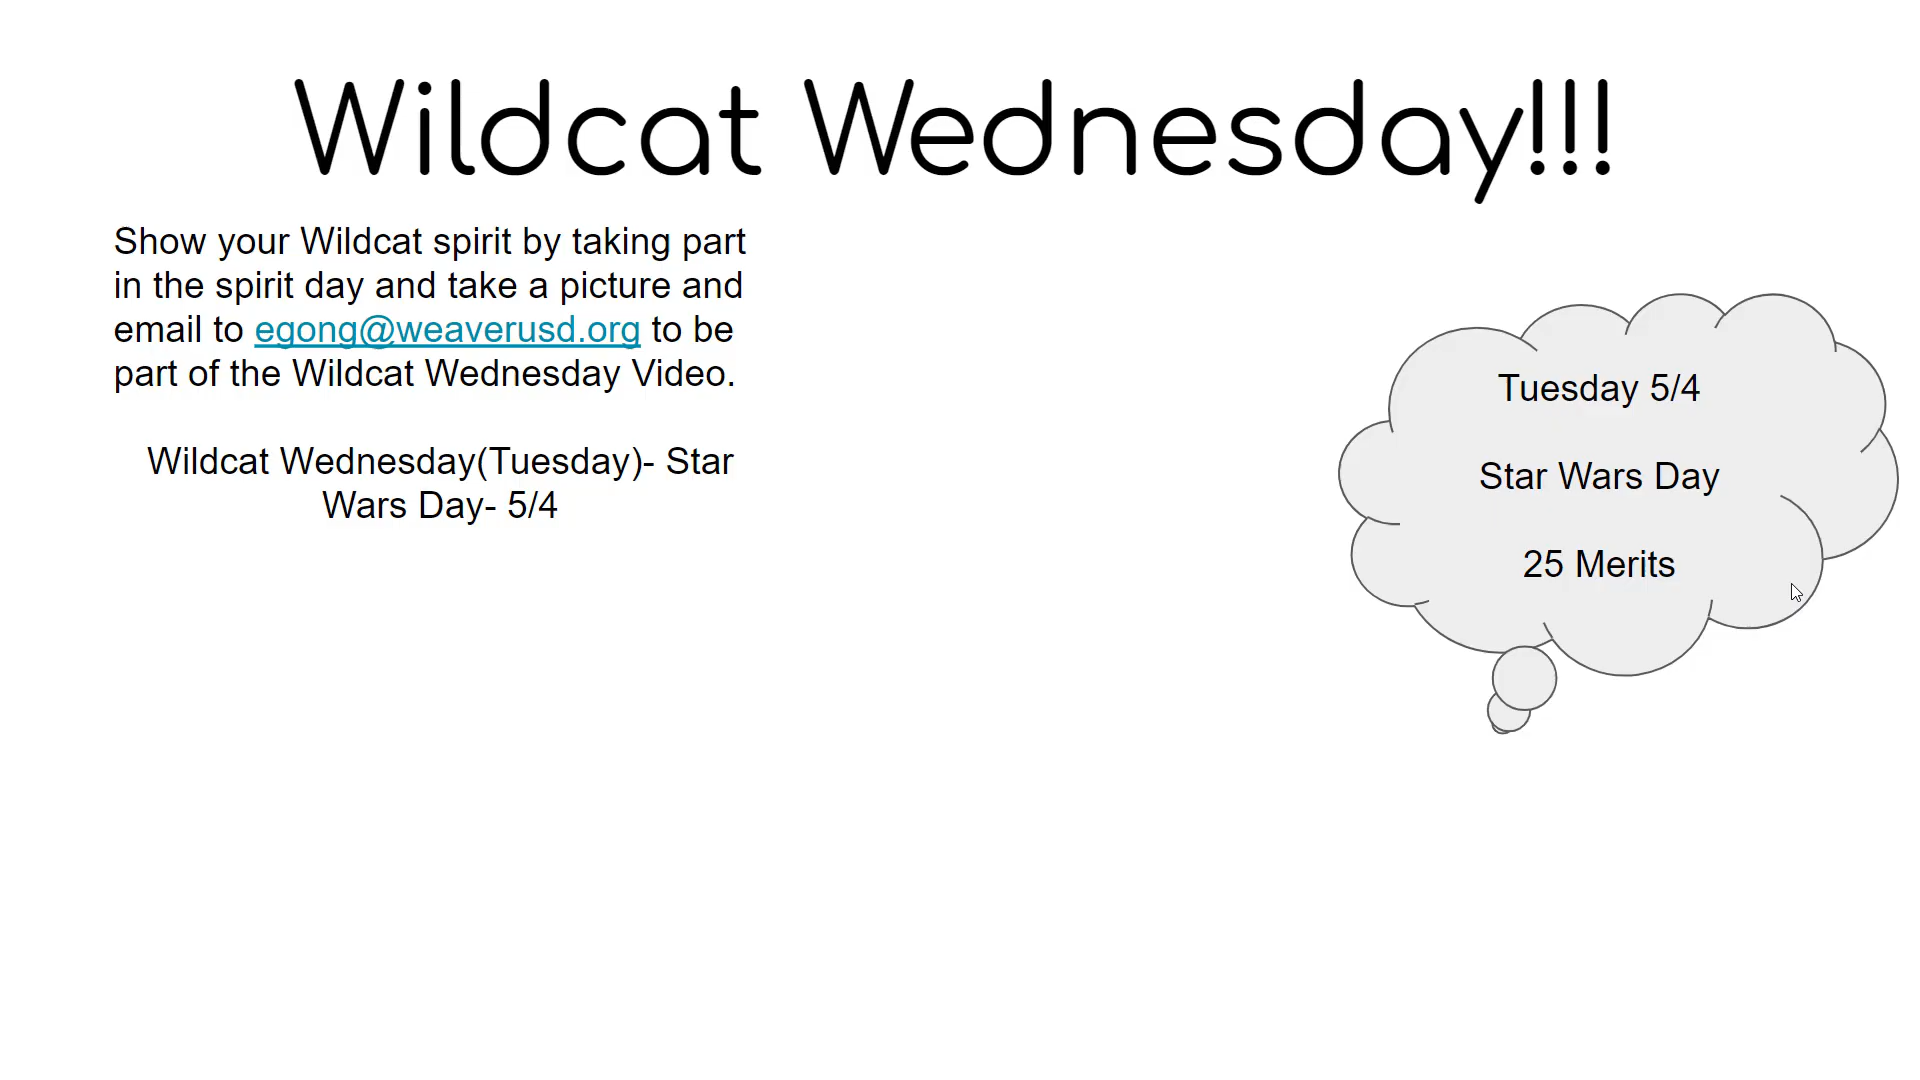 Wildcat Wednesday!!!
Show your Wildcat spirit by taking part
in the spirit day and take a picture and
email to egong@weaverusd.org to be
part of the Wildcat Wednesday Video.
Wildcat Wednesday(Tuesday)- Star
Wars Day- 5/4
Tuesday 5/4
Star Wars Day
25 Merits